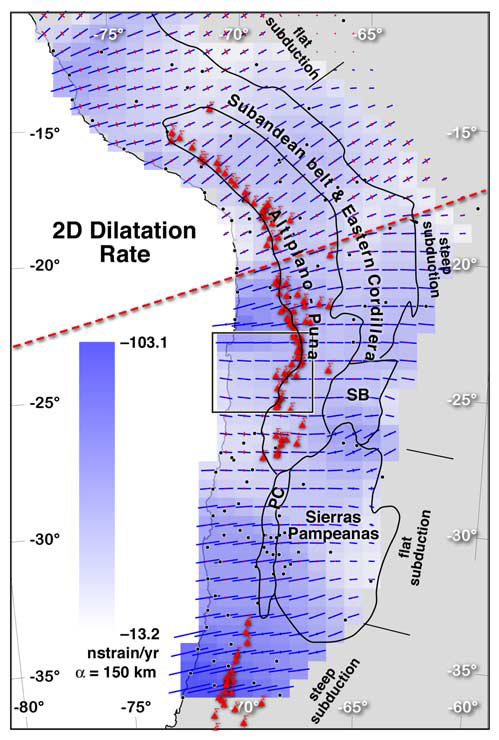 -75°
-70°
-65°
flat
subduction
-15°
-15°
Subandean belt & Eastern Cordillera
Altiplano - Puna
2D Dilatation
Rate
steep
subduction
-20°
-20°
−103.1
-25°
-25°
SB
PC
Sierras
Pampeanas
-30°
-30°
flat
subduction
−13.2
nstrain/yr
α = 150 km
-35°
-35°
steep
subduction
-80°
-75°
-70°
-65°
-60°